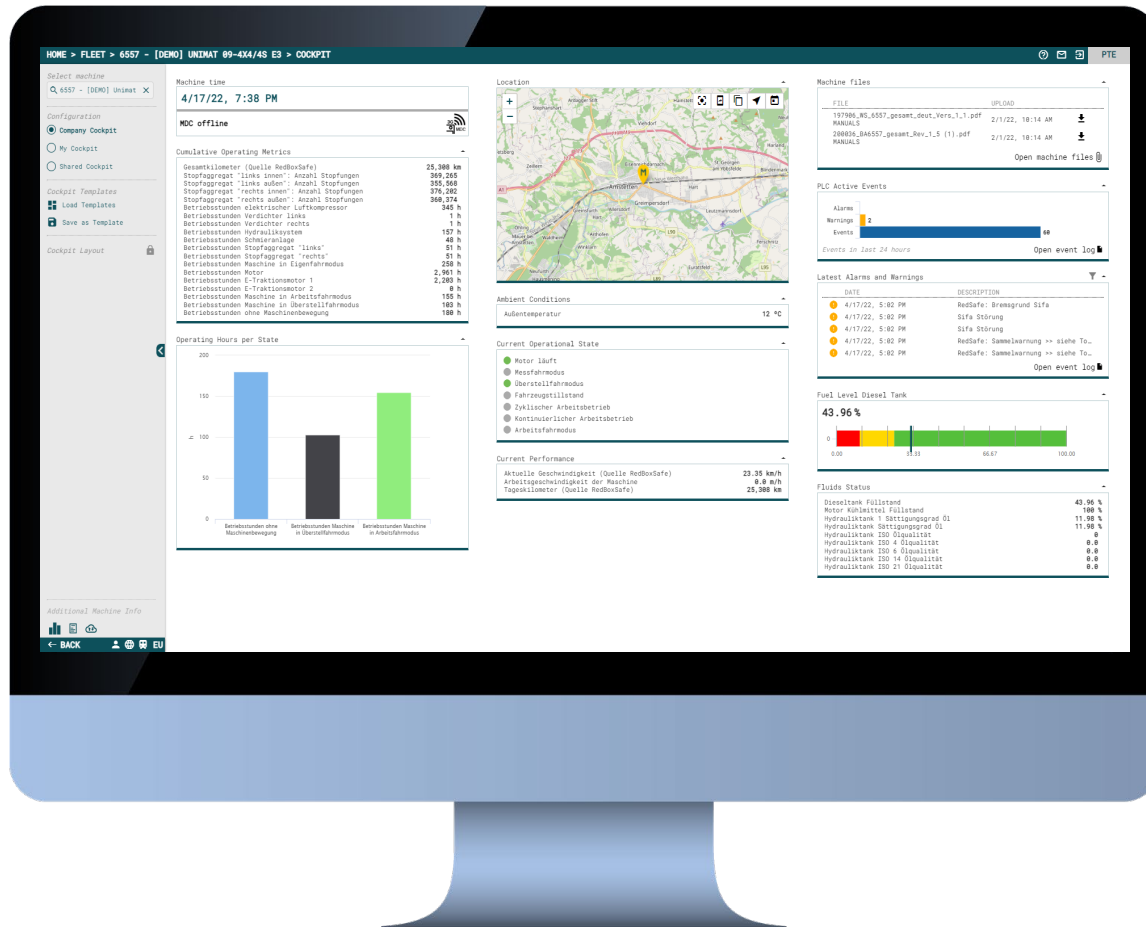 HOME > FLEET > 6557 - [DEMO] UNIMAT 09-4X4/4S E3 > COCKPIT
PTE
Select machine
6557 - [DEMO] Unimat
Configuration
Company Cockpit
My Cockpit
Shared Cockpit
Cockpit Templates
Load Templates
Save as Template
Cockpit Layout
Additional Machine Info
← BACK
EU
Machine time
4/17/22, 7:38 PM
MDC offline
Cumulative Operating Metrics
Gesamtkilometer (Quelle RedBoxSafe) 25,308 km
Stopfaggregat "links innen": Anzahl Stopfungen 369,265
Stopfaggregat "links außen": Anzahl Stopfungen 355,568
Stopfaggregat "rechts innen": Anzahl Stopfungen 376,202
Stopfaggregat "rechts außen": Anzahl Stopfungen 360,374
Betriebsstunden elektrischer Luftkompressor 345 h
Betriebsstunden Verdichter links 1 h
Betriebsstunden Verdichter rechts 1 h
Betriebsstunden Hydrauliksystem 157 h
Betriebsstunden Schmieranlage 48 h
Betriebsstunden Stopfaggregat "links" 51 h
Betriebsstunden Stopfaggregat "rechts" 51 h
Betriebsstunden Maschine in Eigenfahrmodus 258 h
Betriebsstunden Motor 2,961 h
Betriebsstunden E-Traktionsmotor 1 2,203 h
Betriebsstunden E-Traktionsmotor 2 0 h
Betriebsstunden Maschine in Arbeitsfahrmodus 155 h
Betriebsstunden Maschine in Überstellfahrmodus 103 h
Betriebsstunden ohne Maschinenbewegung 180 h
Operating Hours per State
200
150
h 100
50
0
Betriebsstunden ohne Maschinenbewegung
Betriebsstunden Maschine in Überstellfahrmodus
Betriebsstunden Maschine in Arbeitsfahrmodus
Location
+
−
Viehdorf
Amstetten
M
Greimpersdorf
Leutzmannsdorf
A1
Hart
Winklarn
Ambient Conditions
Außentemperatur 12 ºC
Current Operational State
Motor läuft
Messfahrmodus
Überstellfahrmodus
Fahrzeugstillstand
Zyklischer Arbeitsbetrieb
Kontinuierlicher Arbeitsbetrieb
Arbeitsfahrmodus
Current Performance
Aktuelle Geschwindigkeit (Quelle RedBoxSafe) 23.35 km/h
Arbeitsgeschwindigkeit der Maschine 0.0 m/h
Tageskilometer (Quelle RedBoxSafe) 25,308 km
Machine files
FILE UPLOAD
197906_WS_6557_gesamt_deut_Vers_1_1.pdf
MANUALS
2/1/22, 10:14 AM
200036_BA6557_gesamt_Rev_1_5 (1).pdf
MANUALS
2/1/22, 10:14 AM
Open machine files
PLC Active Events
Alarms
Warnings 2
Events 60
Events in last 24 hours
Open event log
Latest Alarms and Warnings
DATE DESCRIPTION
4/17/22, 5:02 PM RedSafe: Bremsgrund Sifa
4/17/22, 5:02 PM Sifa Störung
4/17/22, 5:02 PM Sifa Störung
4/17/22, 5:02 PM RedSafe: Sammelwarnung >> siehe To…
4/17/22, 5:02 PM RedSafe: Sammelwarnung >> siehe To…
Open event log
Fuel Level Diesel Tank
43.96 %
0
0.00 33.33 66.67 100.00
Fluids Status
Dieseltank Füllstand 43.96 %
Motor Kühlmittel Füllstand 100 %
Hydrauliktank 1 Sättigungsgrad Öl 11.98 %
Hydrauliktank Sättigungsgrad Öl 11.98 %
Hydrauliktank ISO Ölqualität 0
Hydrauliktank ISO 4 Ölqualität 0.0
Hydrauliktank ISO 6 Ölqualität 0.0
Hydrauliktank ISO 14 Ölqualität 0.0
Hydrauliktank ISO 21 Ölqualität 0.0